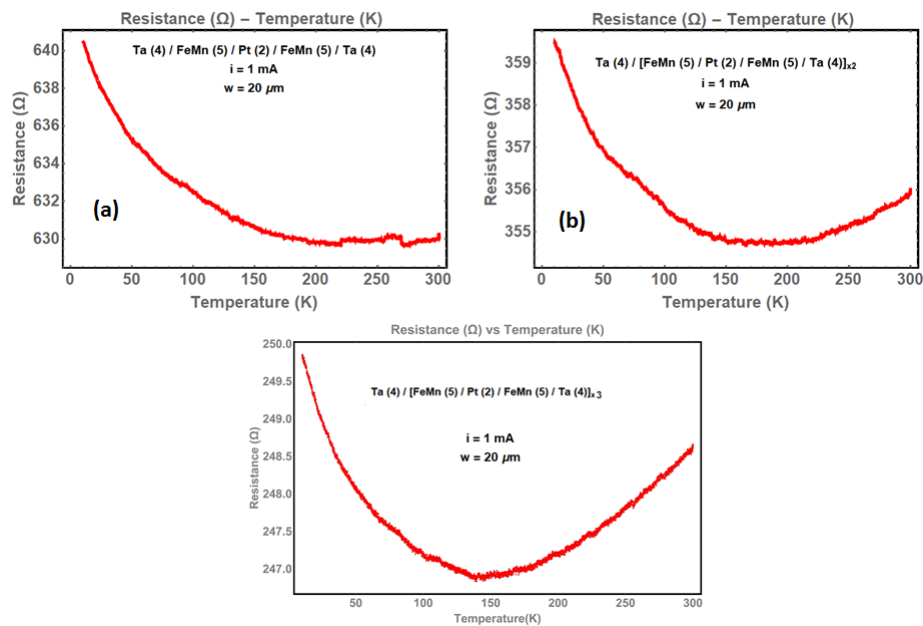 Resistance (Ω) – Temperature (K)
Ta (4) / FeMn (5) / Pt (2) / FeMn (5) / Ta (4)
i = 1 mA
w = 20 μm
(a)
Resistance (Ω)
640
638
636
634
632
630
0
50
100
150
200
250
300
Temperature (K)
Resistance (Ω) – Temperature (K)
Ta (4) / [FeMn (5) / Pt (2) / FeMn (5) / Ta (4)]x2
i = 1 mA
w = 20 μm
(b)
Resistance (Ω)
359
358
357
356
355
0
50
100
150
200
250
300
Temperature (K)
Resistance (Ω) vs Temperature (K)
Ta (4) / [FeMn (5) / Pt (2) / FeMn (5) / Ta (4)]x3
i = 1 mA
w = 20 μm
Resistance (Ω)
250.0
249.5
249.0
248.5
248.0
247.5
247.0
50
100
150
200
250
300
Temperature(K)